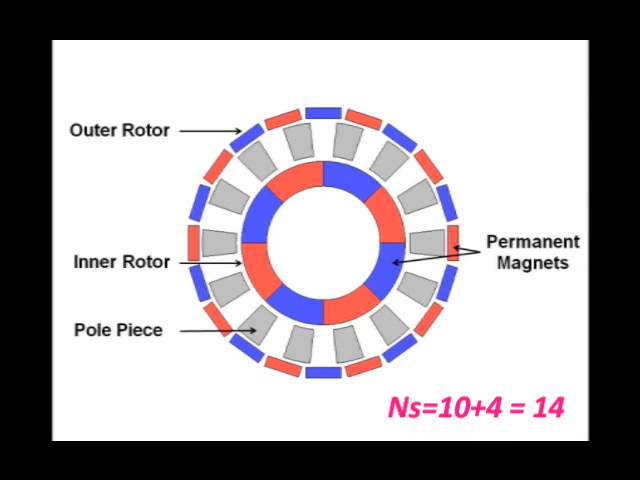 Outer Rotor
Inner Rotor
Pole Piece
Permanent
Magnets
Ns=10+4 = 14